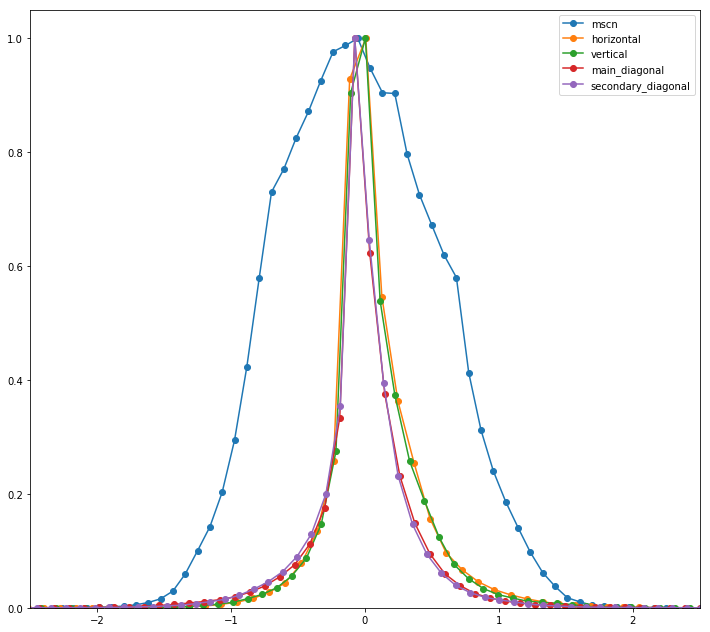 mscn
horizontal
vertical
main_diagonal
secondary_diagonal
1.0
0.8
0.6
0.4
0.2
0.0
−2 −1 0 1 2